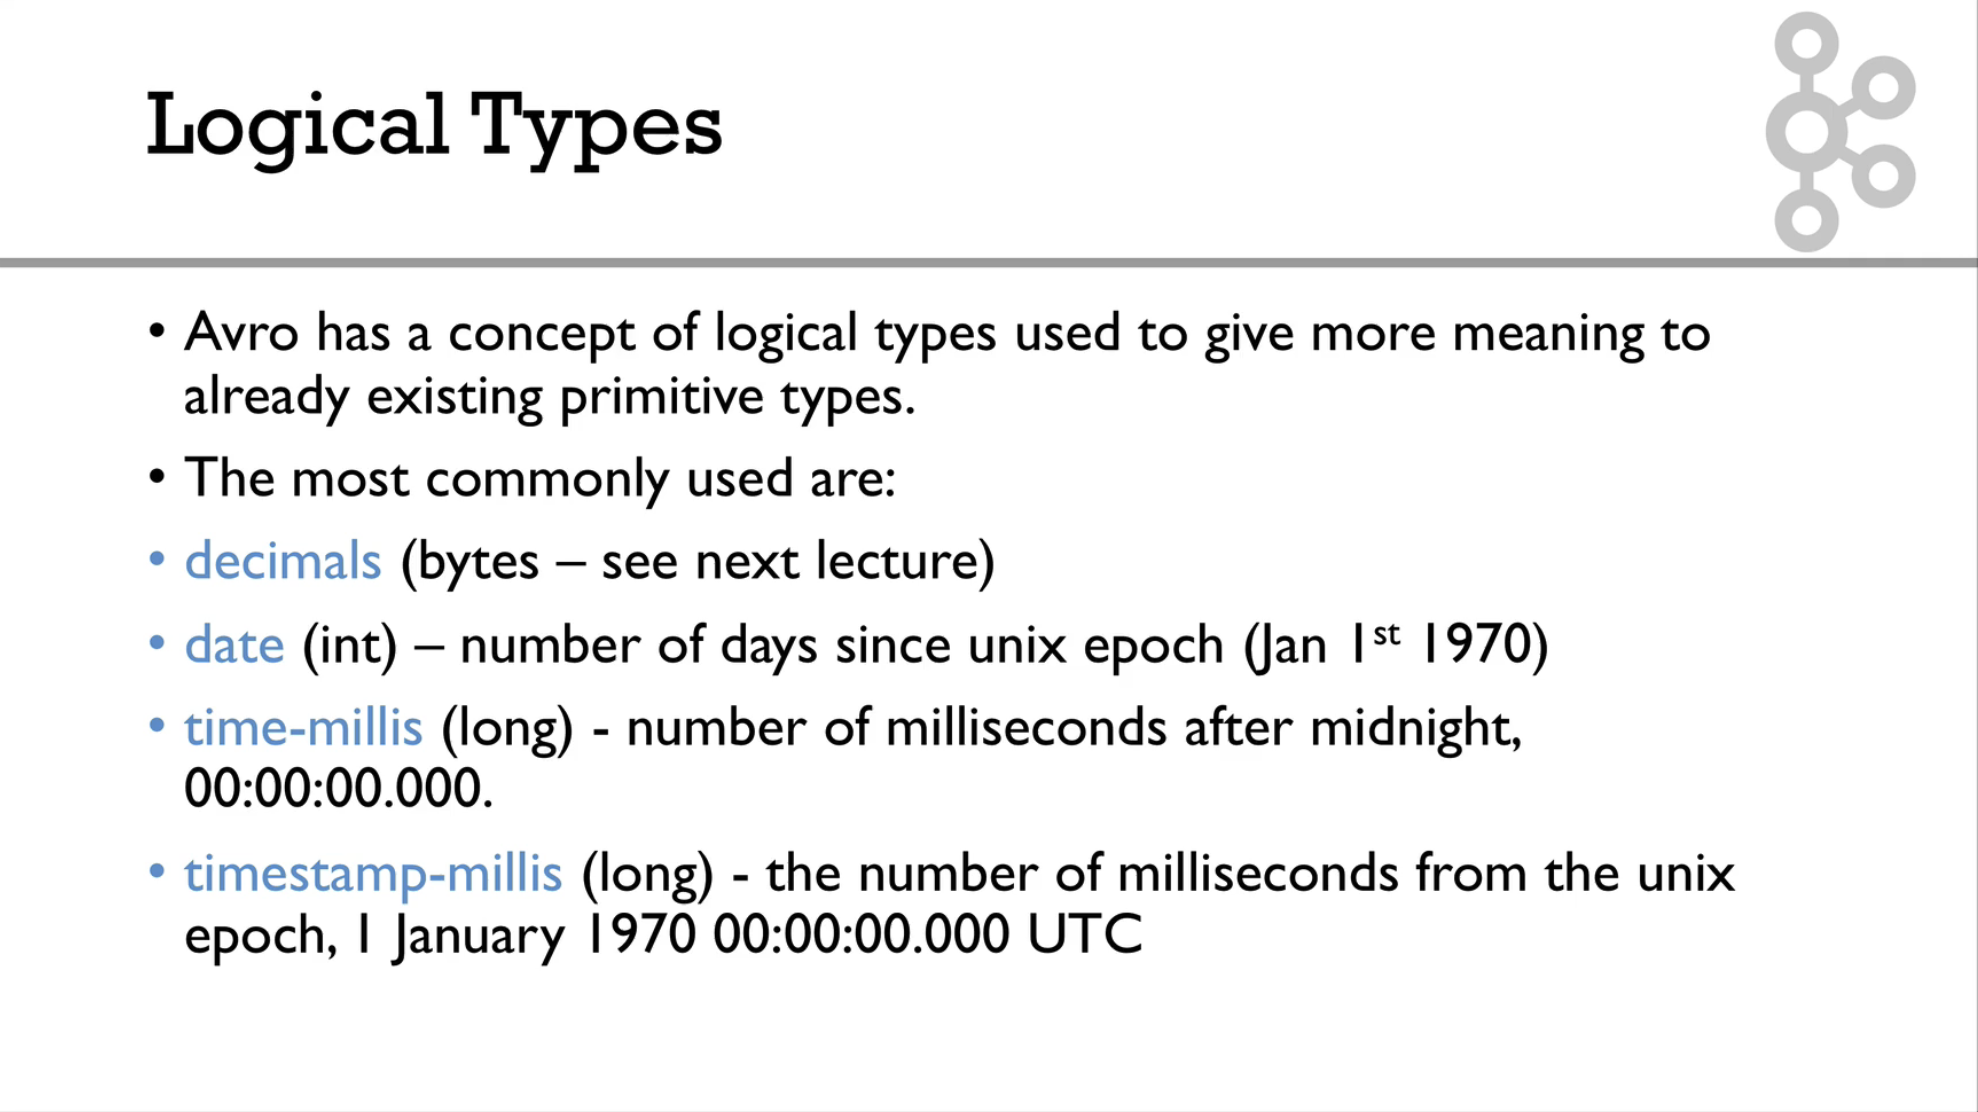 Logical Types
• Avro has a concept of logical types used to give more meaning to
already existing primitive types.
• The most commonly used are:
• decimals (bytes – see next lecture)
• date (int) – number of days since unix epoch (Jan 1st 1970)
• time-millis (long) - number of milliseconds after midnight,
00:00:00.000.
• timestamp-millis (long) - the number of milliseconds from the unix
epoch, 1 January 1970 00:00:00.000 UTC